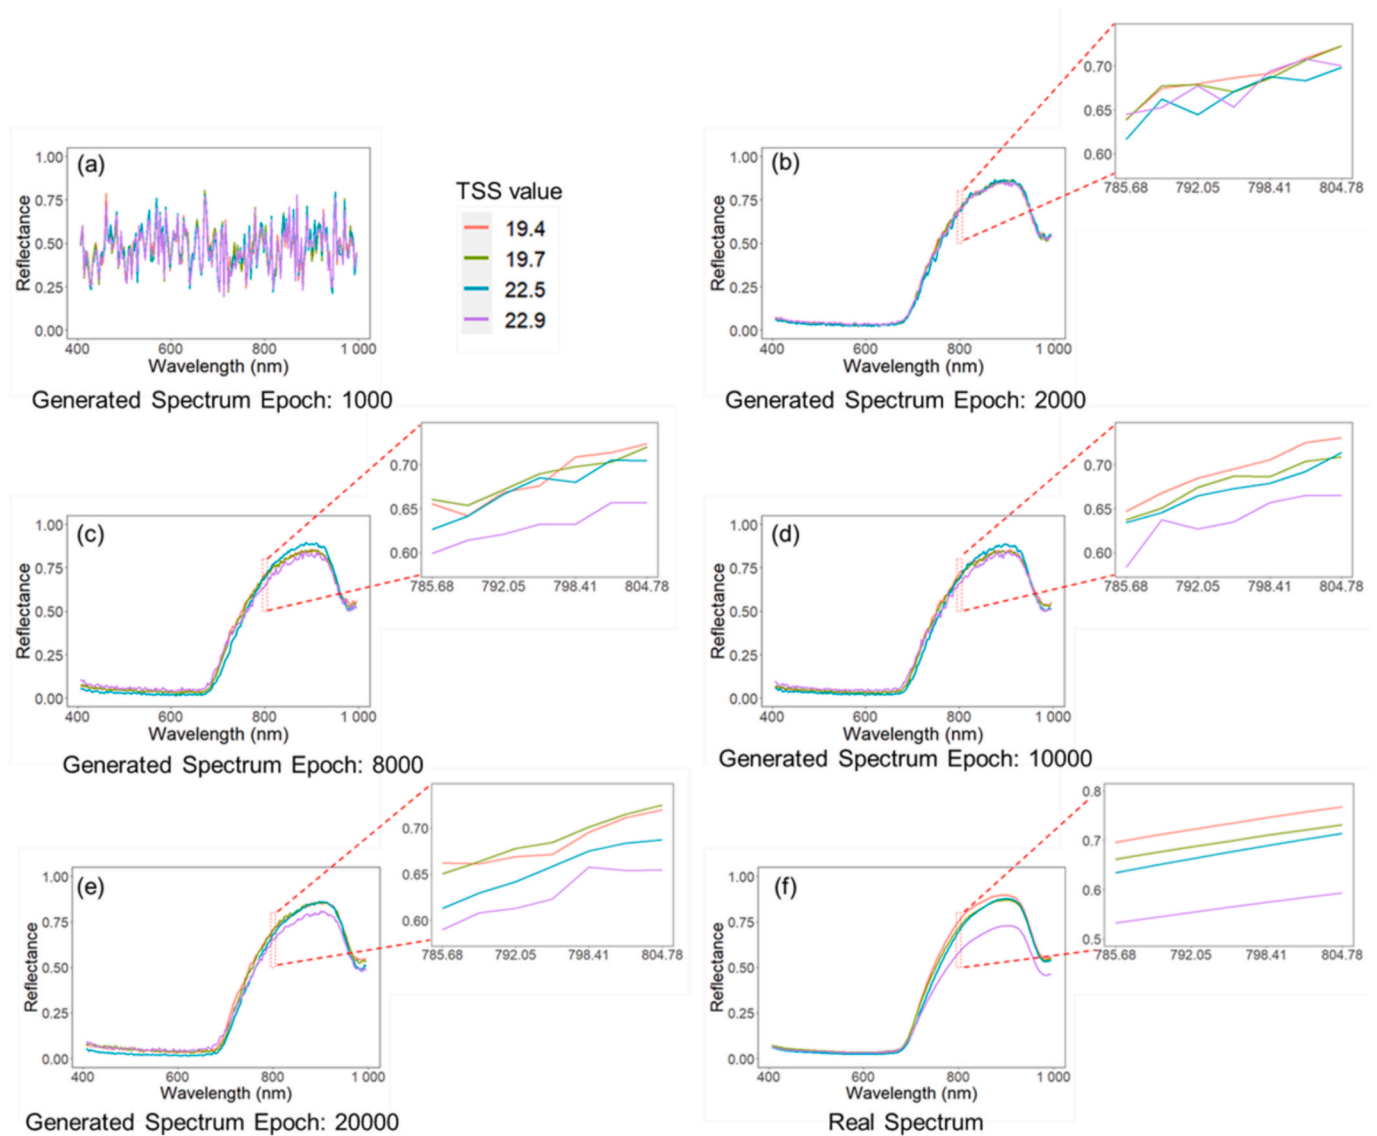 (a)
1.00
0.75
0.50
0.25
0.00
Reflectance
400 600 800 1 000
Wavelength (nm)
Generated Spectrum Epoch: 1000
TSS value
19.4
19.7
22.5
22.9
(b)
1.00
0.75
0.50
0.25
0.00
Reflectance
400 600 800 1 000
Wavelength (nm)
Generated Spectrum Epoch: 2000
0.70
0.65
0.60
785.68 792.05 798.41 804.78
(c)
1.00
0.75
0.50
0.25
0.00
Reflectance
400 600 800 1 000
Wavelength (nm)
Generated Spectrum Epoch: 8000
0.70
0.65
0.60
785.68 792.05 798.41 804.78
(d)
1.00
0.75
0.50
0.25
0.00
Reflectance
400 600 800 1 000
Wavelength (nm)
Generated Spectrum Epoch: 10000
0.70
0.65
0.60
785.68 792.05 798.41 804.78
(e)
1.00
0.75
0.50
0.25
0.00
Reflectance
400 600 800 1 000
Wavelength (nm)
Generated Spectrum Epoch: 20000
0.70
0.65
0.60
785.68 792.05 798.41 804.78
(f)
1.00
0.75
0.50
0.25
0.00
Reflectance
400 600 800 1 000
Wavelength (nm)
Real Spectrum
0.8
0.7
0.6
0.5
785.68 792.05 798.41 804.78